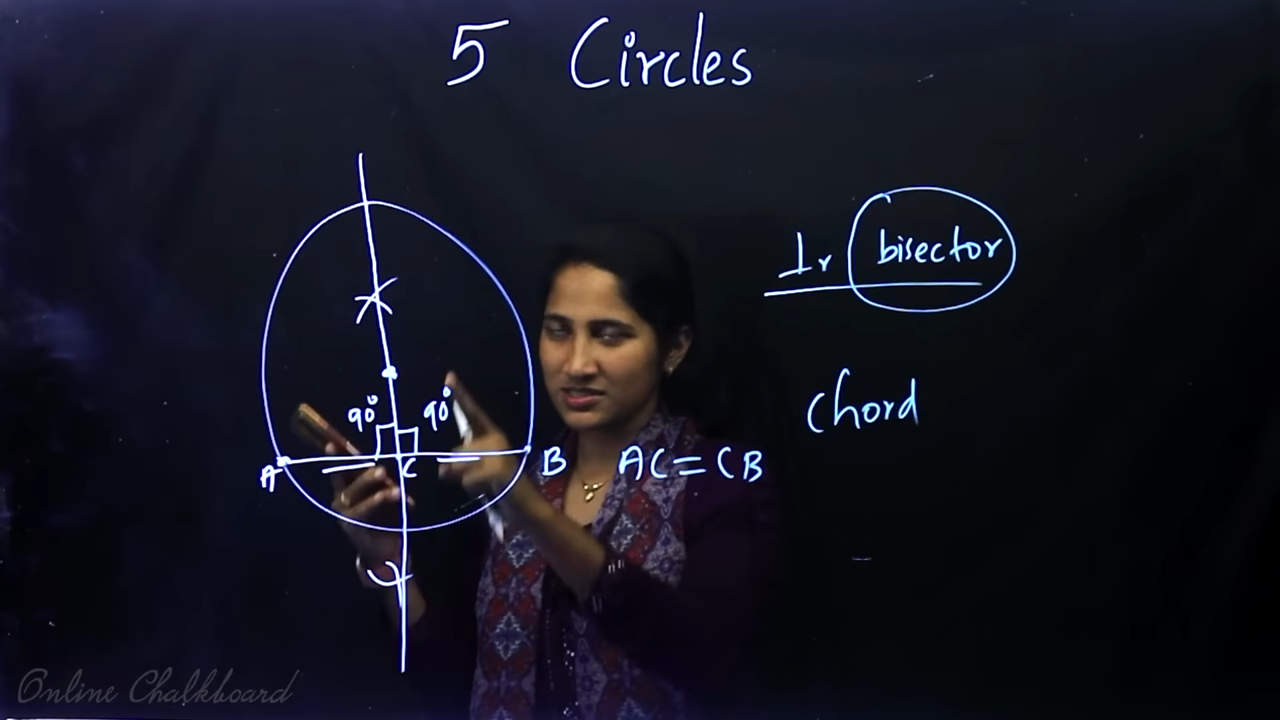 5 Circles
⊥r bisector
chord
90° 90°
A C B AC = CB
Online Chalkboard